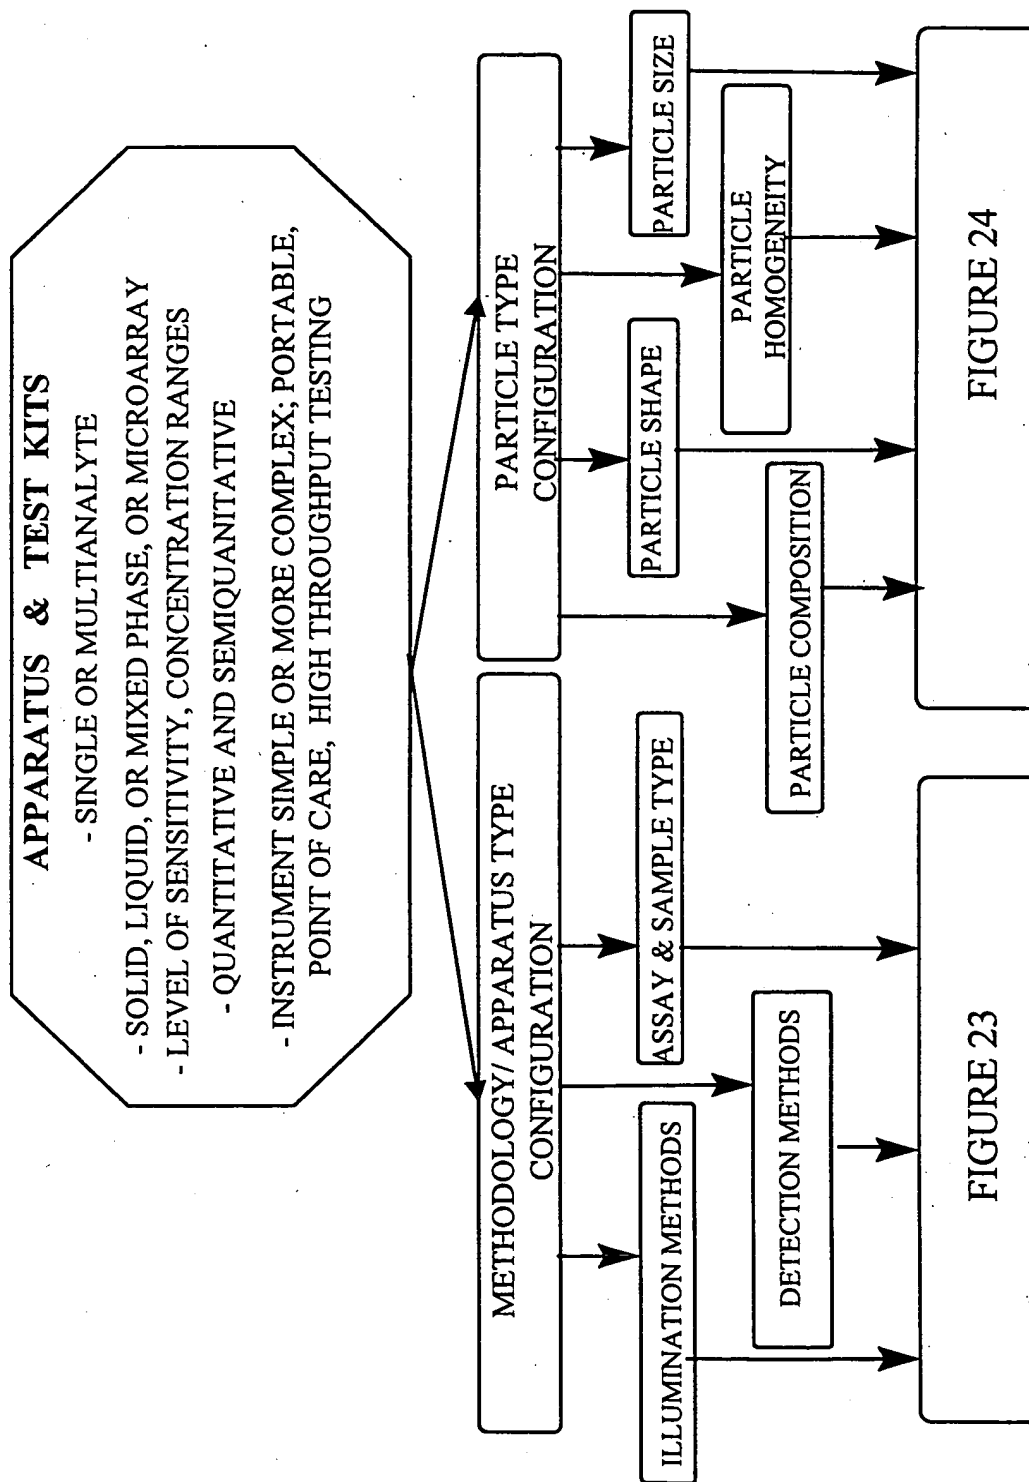 APPARATUS & TEST KITS
- SINGLE OR MULTIANALYTE
- SOLID, LIQUID, OR MIXED PHASE, OR MICROARRAY
- LEVEL OF SENSITIVITY, CONCENTRATION RANGES
- QUANTITATIVE AND SEMIQUANITATIVE
- INSTRUMENT SIMPLE OR MORE COMPLEX; PORTABLE,
POINT OF CARE, HIGH THROUGHPUT TESTING
METHODOLOGY/ APPARATUS TYPE
CONFIGURATION
ILLUMINATION METHODS
DETECTION METHODS
ASSAY & SAMPLE TYPE
FIGURE 23
PARTICLE TYPE
CONFIGURATION
PARTICLE COMPOSITION
PARTICLE SHAPE
PARTICLE
HOMOGENEITY
PARTICLE SIZE
FIGURE 24